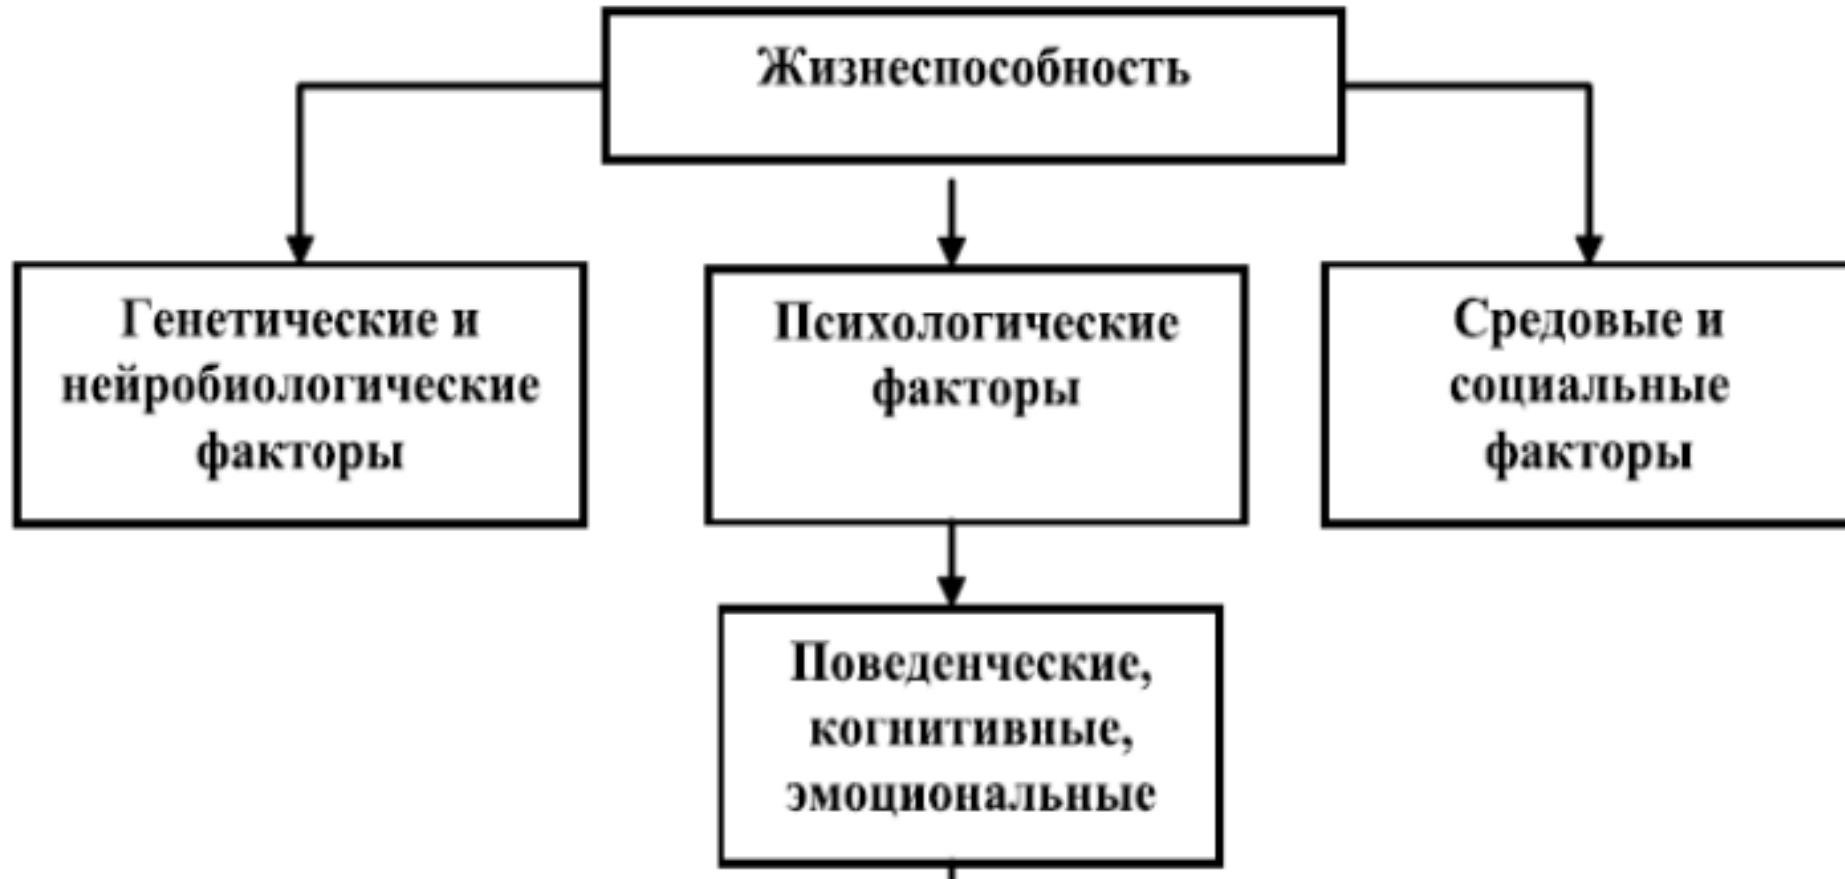 Жизнеспособность
Генетические и
нейробиологические
факторы
Психологические
факторы
Средовые и
социальные
факторы
Поведенческие,
когнитивные,
эмоциональные